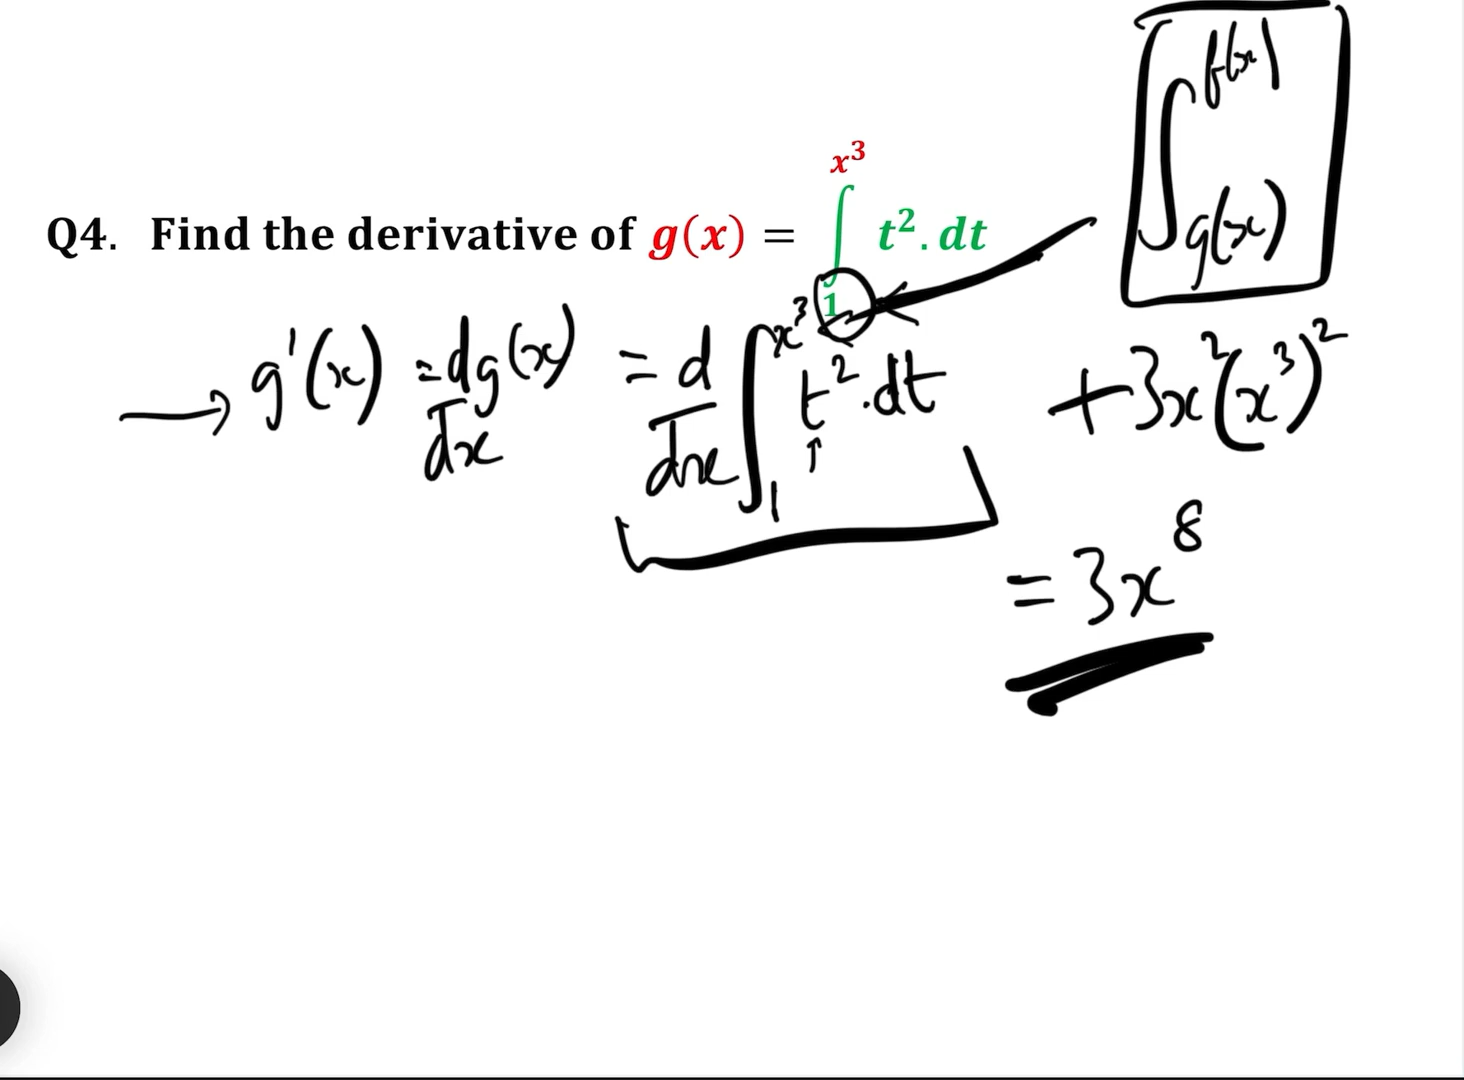 ∫ f(x)
g(x)
Q4. Find the derivative of g(x) = ∫₁^(x³) t². dt
→ g'(x) = dg(x)/dx = d/dx ∫₁^(x³) t².dt + 3x²(x³)²
= 3x⁸